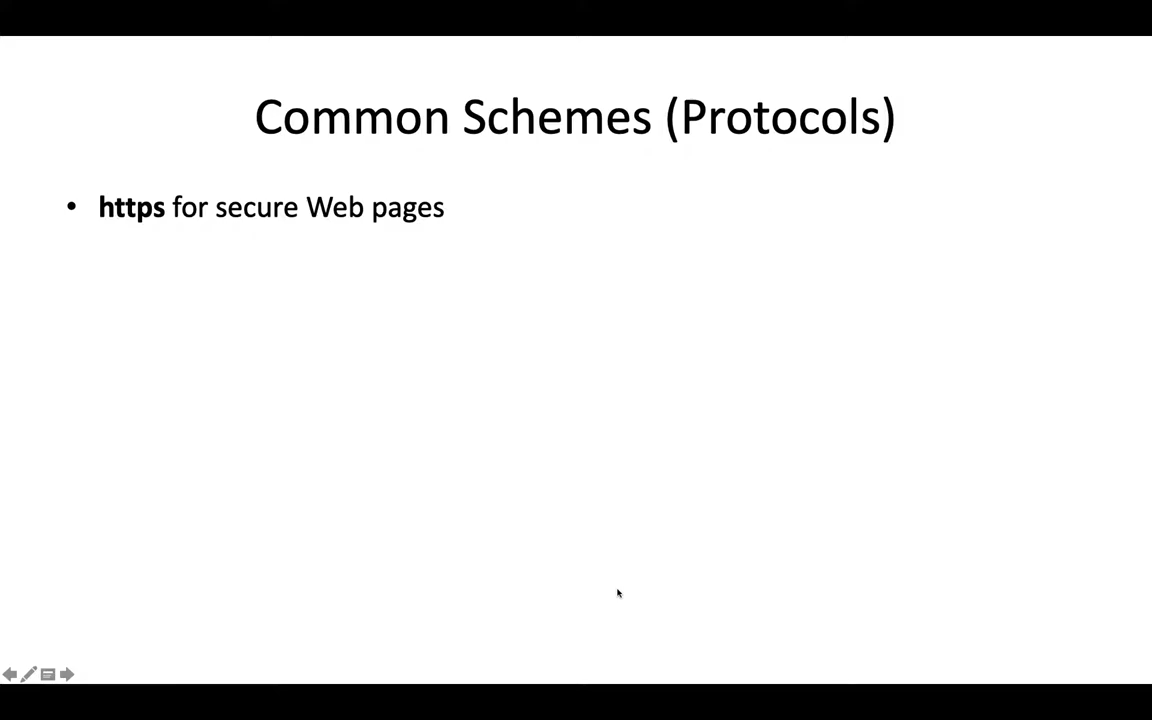 Common Schemes (Protocols)
• https for secure Web pages